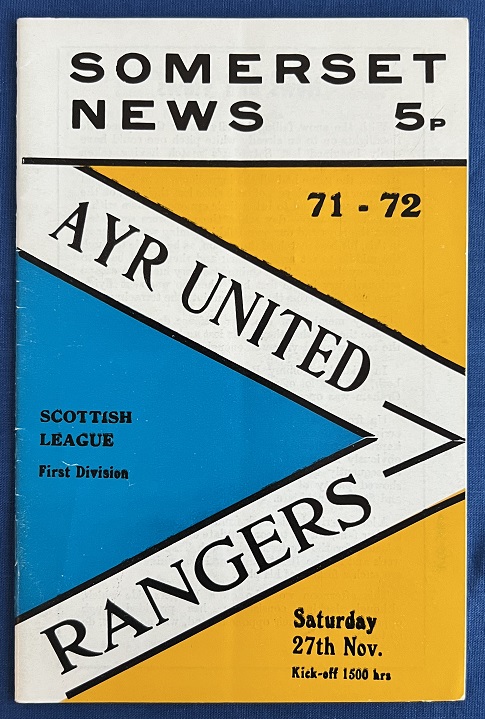 SOMERSET
NEWS 5P
71 - 72
AYR UNITED
SCOTTISH
LEAGUE
First Division
RANGERS
Saturday
27th Nov.
Kick-off 1500 hrs